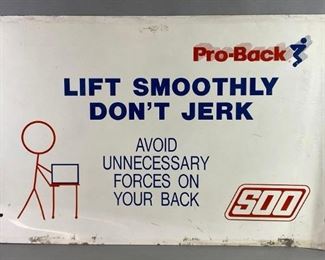 Pro-Back
LIFT SMOOTHLY
DON'T JERK
AVOID
UNNECESSARY
FORCES ON
YOUR BACK
SOO